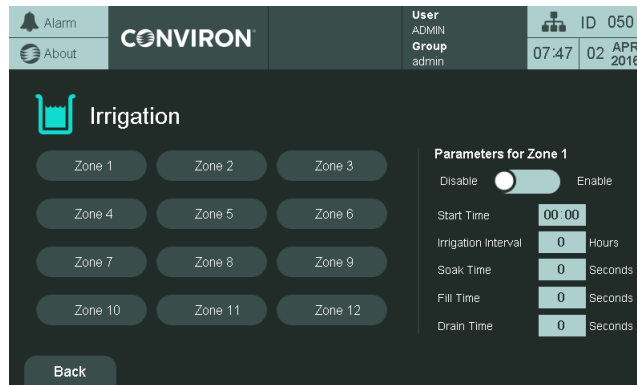 Alarm
About
CONVIRON
User
ADMIN
Group
admin
ID 050
07:47
02 APR 2016
Irrigation
Zone 1 Zone 2 Zone 3
Zone 4 Zone 5 Zone 6
Zone 7 Zone 8 Zone 9
Zone 10 Zone 11 Zone 12
Parameters for Zone 1
Disable Enable
Start Time 00:00
Irrigation Interval 0 Hours
Soak Time 0 Seconds
Fill Time 0 Seconds
Drain Time 0 Seconds
Back